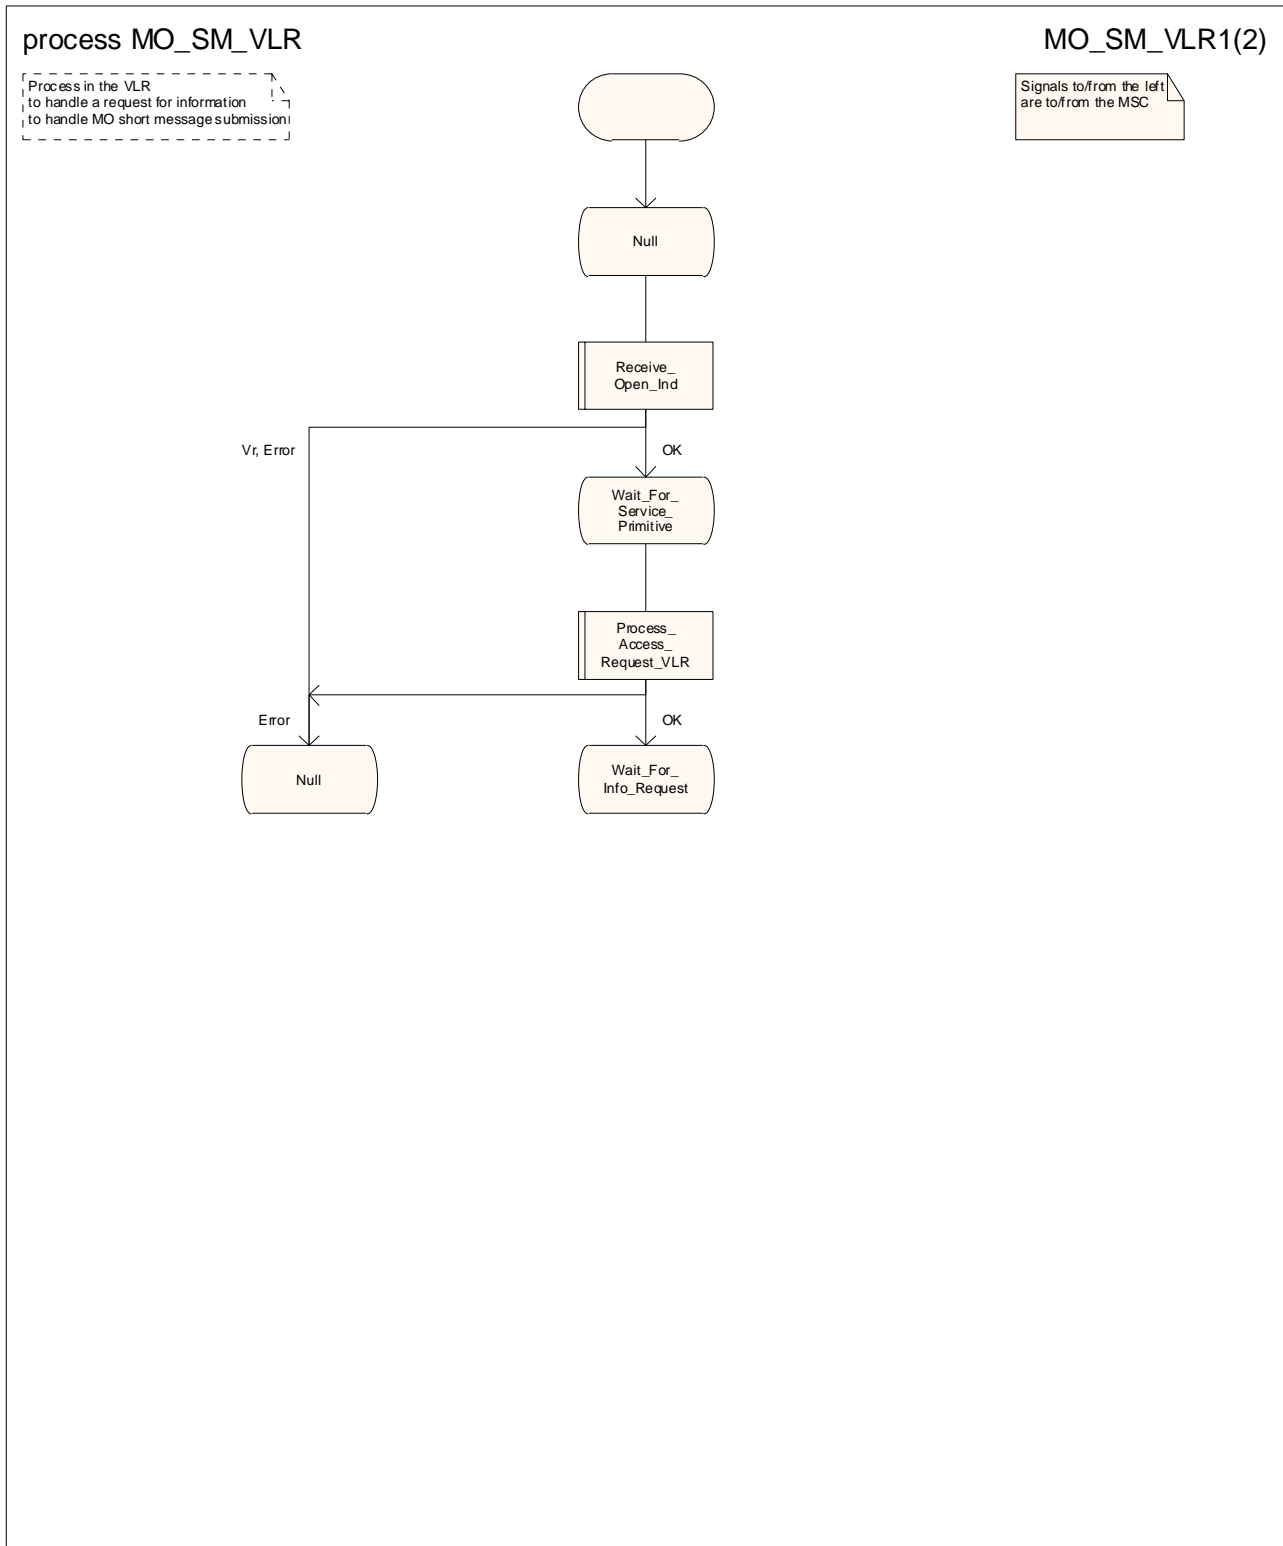 process MO_SM_VLR
MO_SM_VLR1(2)
Process in the VLR
to handle a request for information
to handle MO short message submission
Signals to/from the left
are to/from the MSC
Null
Receive_
Open_Ind
Vr, Error
OK
Wait_For_
Service_
Primitive
Process_
Access_
Request_VLR
Error
OK
Null
Wait_For_
Info_Request